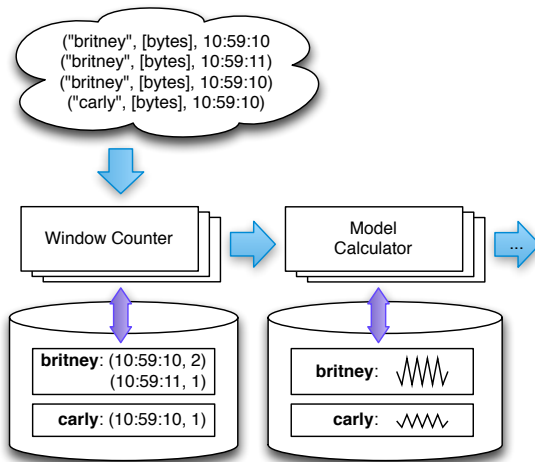 ("britney", [bytes], 10:59:10
("britney", [bytes], 10:59:11)
("britney", [bytes], 10:59:10)
("carly", [bytes], 10:59:10)
Window Counter
Model
Calculator
...
britney: (10:59:10, 2)
(10:59:11, 1)
carly: (10:59:10, 1)
britney:
carly: